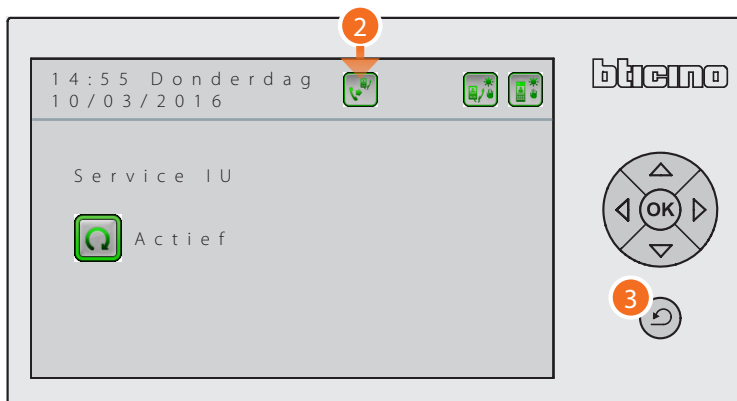 2
14:55 Donderdag
10/03/2016
bticino
Service IU
Actief
OK
3